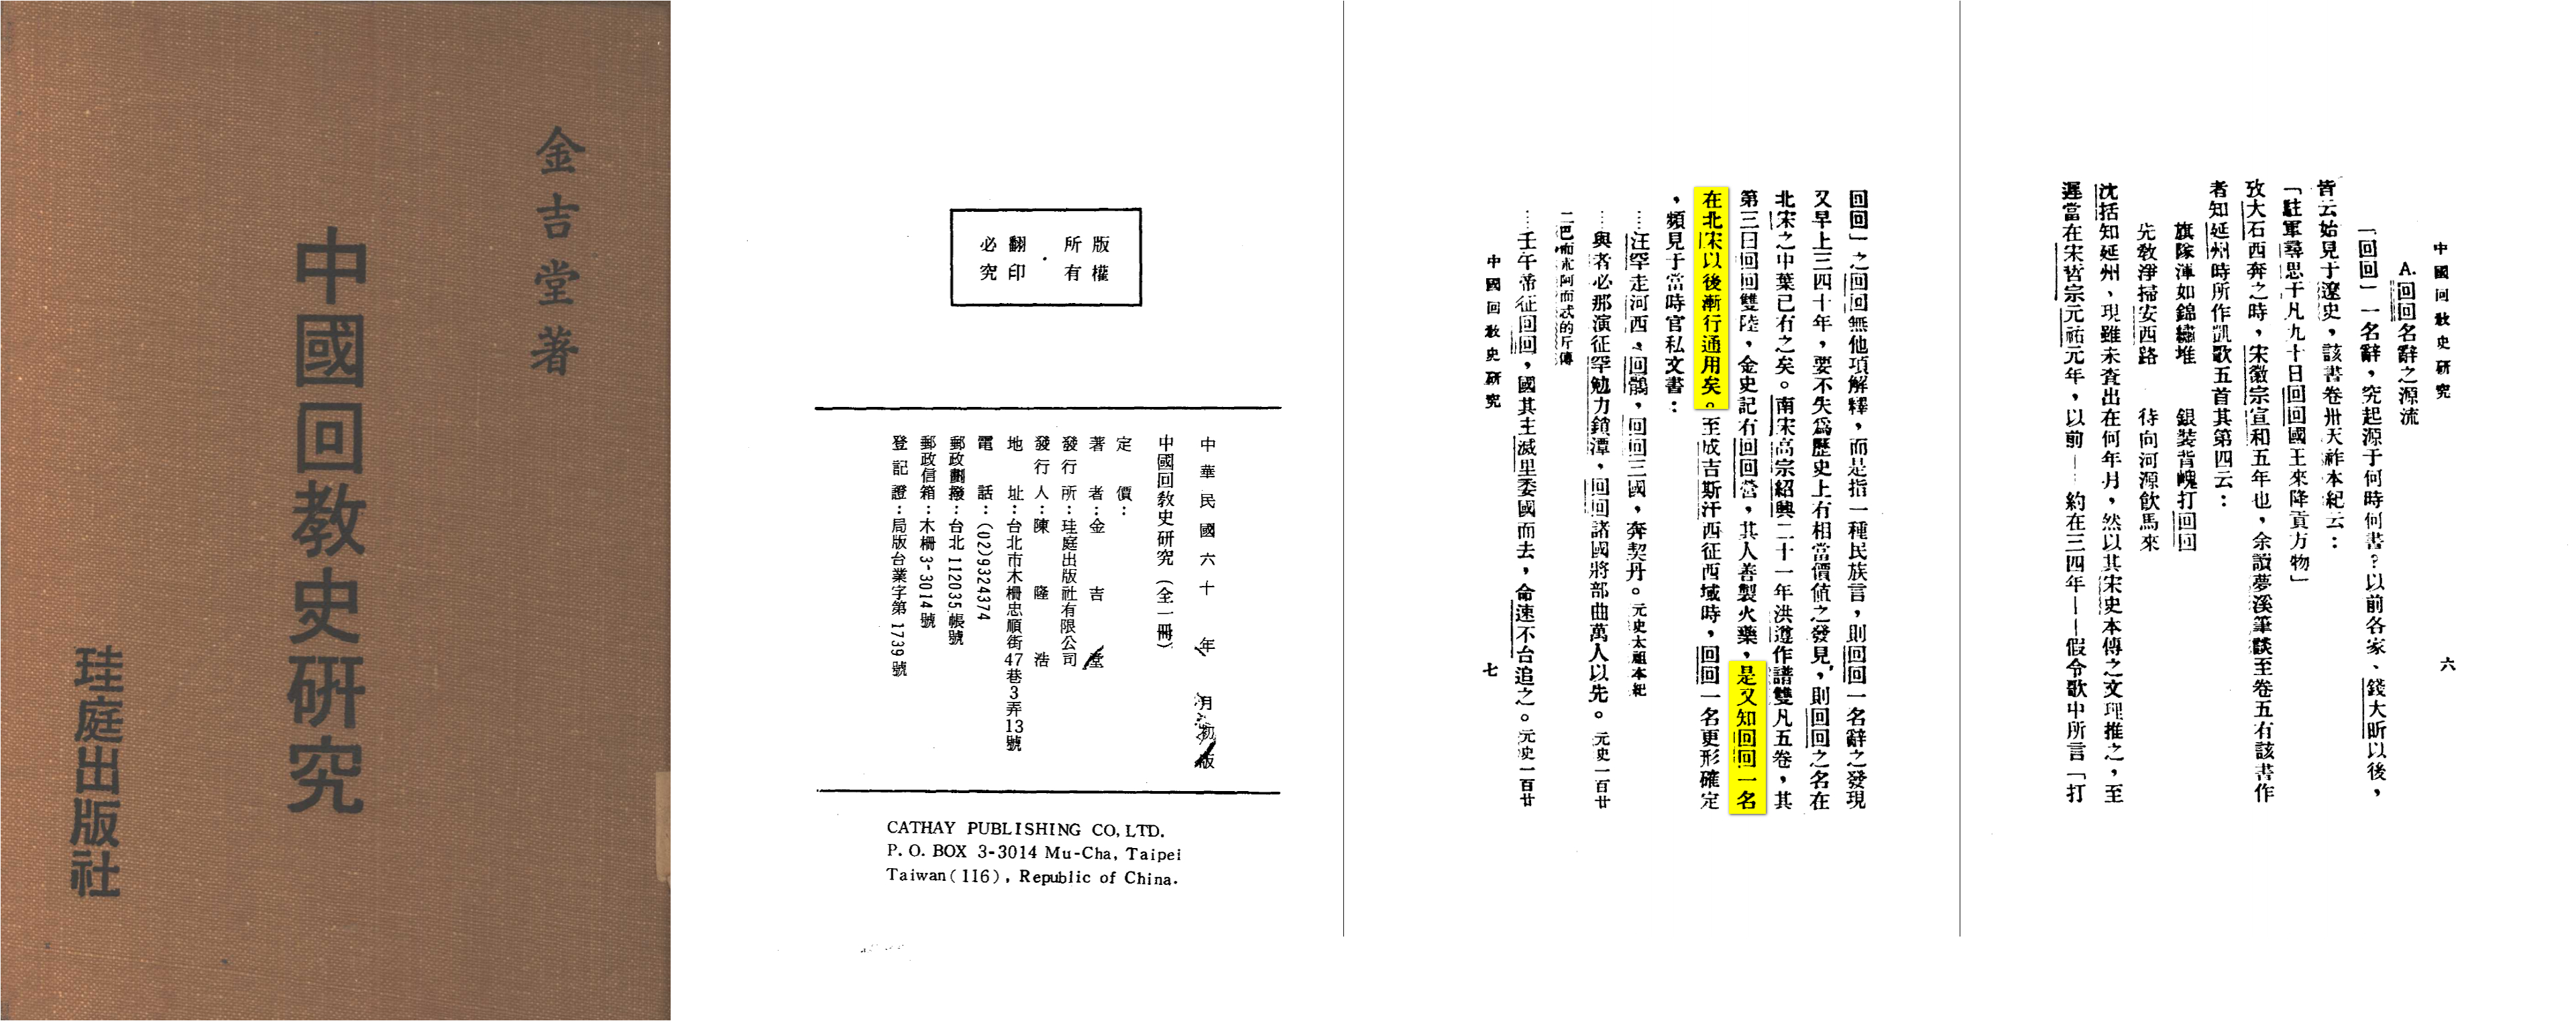 金吉堂著
中國回教史研究
珪庭出版社
版權所有
翻印必究
中華民國六十年 月初版
中國回教史研究（全一冊）
定價：
著者：金吉堂
發行所：珪庭出版社有限公司
發行人：陳隆浩
地址：台北市木柵忠順街47巷3弄13號
電話：(02)9324374
郵政劃撥：台北 112035 帳號
郵政信箱：木柵 3-3014 號
登記證：局版台業字第 1739 號
CATHAY PUBLISHING CO, LTD.
P. O. BOX 3-3014 Mu-Cha, Taipei
Taiwan(116), Republic of China.
中國回敎史研究
六
A.回回名辭之源流
「回回」一名辭，究起源于何時何書？以前各家、錢大昕以後，
皆云始見于遼史，該書卷卅天祚本紀云：
「駐軍尋思干凡九十日回回國王來降貢方物」
攷大石西奔之時，宋徽宗宣和五年也，余讀夢溪筆談至卷五有該書作
者知延州時所作凱歌五首其第四云：
旗隊渾如錦繡堆　銀裝背嵬打回回
先敎淨掃安西路　待向河源飲馬來
沈括知延州、現雖未查出在何年月，然以其宋史本傳之文理推之，至
遲當在宋哲宗元祐元年，以前——約在三四年——假令歌中所言「打
回回」之回回無他項解釋，而是指一種民族言，則回回一名辭之發現
又早上三四十年，要不失爲歷史上有相當價値之發見，則回回之名在
北宋之中葉已有之矣。南宋高宗紹興二十一年洪遵作譜雙凡五卷，其
第三曰回回雙陸，金史記有回回營，其人善製火藥，是又知回回一名
在北宋以後漸行通用矣。至成吉斯汗西征西域時，回回一名更形確定
，頻見于當時官私文書：
……汪罕走河西、回鶻，回回三國，奔契丹。元史太祖本紀
……與者必那演征罕勉力鎖潭，回回諸國將部曲萬人以先。元史一百廿
二巴而朮阿而忒的斤傳
……壬午帝征回回，國其主滅里委國而去，命速不台追之。元史一百廿
中國回敎史研究
七